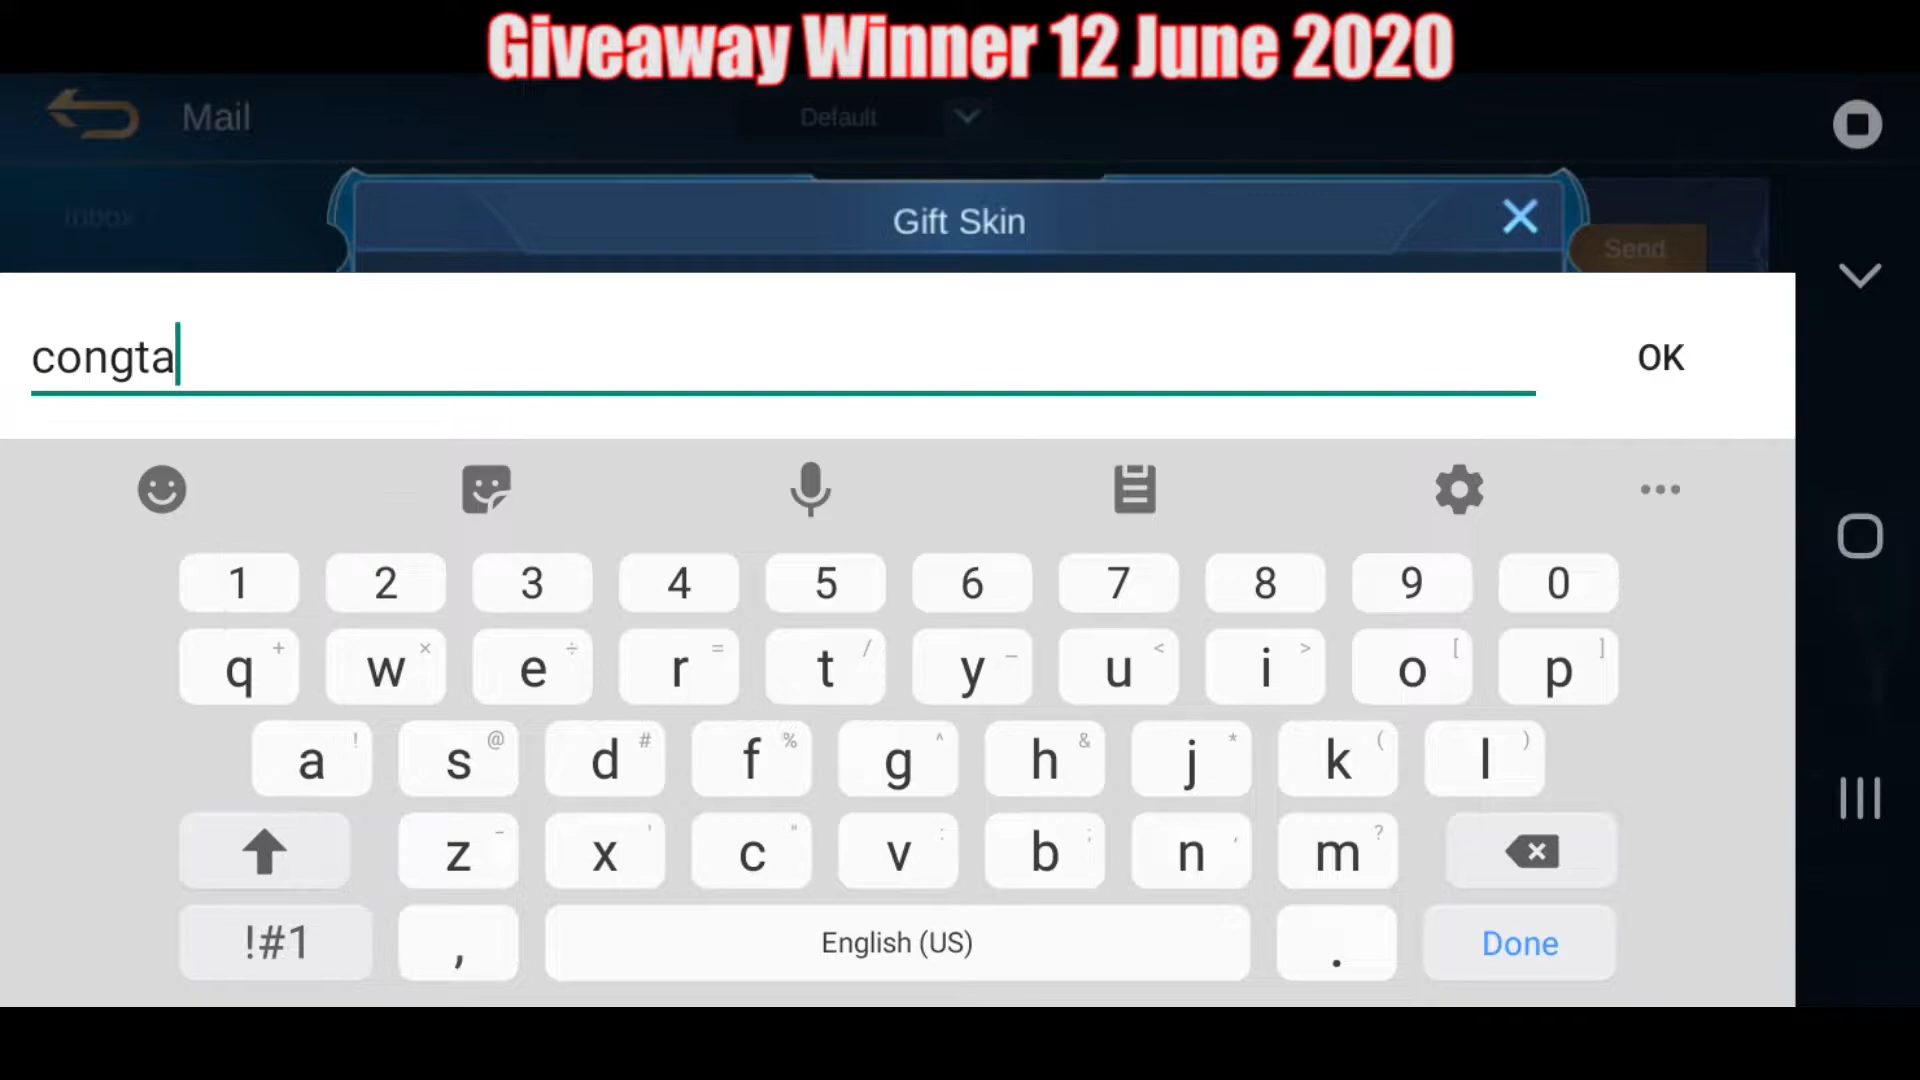 Giveaway Winner 12 June 2020
Mail
Default
Gift Skin
Inbox
Send
congta
OK
1 2 3 4 5 6 7 8 9 0
q + w × e ÷ r = t / y _ u < i > o [ p ]
a ! s @ d # f % g ^ h & j * k ( l )
z - x ' c " v : b ; n , m ?
!#1 , English (US) . Done